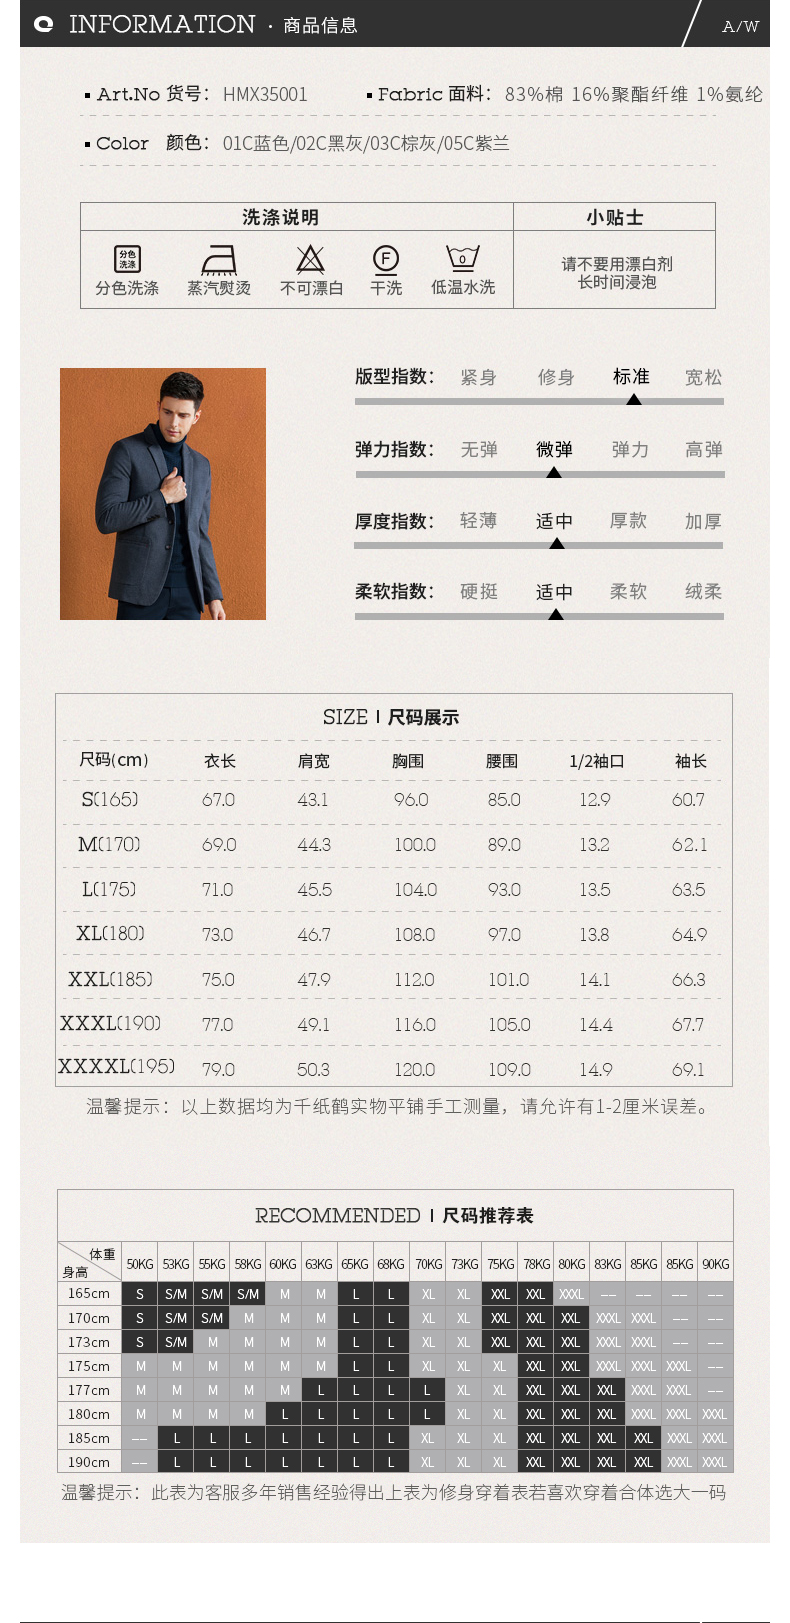 INFORMATION · 商品信息
A/W
Art.No 货号： HMX35001 Fabric 面料： 83%棉 16%聚酯纤维 1%氨纶
Color 颜色： 01C蓝色/02C黑灰/03C棕灰/05C紫兰
洗涤说明 小贴士
分色
洗涤
F
0
分色洗涤 蒸汽熨烫 不可漂白 干洗 低温水洗
请不要用漂白剂
长时间浸泡
版型指数： 紧身 修身 标准 宽松
弹力指数： 无弹 微弹 弹力 高弹
厚度指数： 轻薄 适中 厚款 加厚
柔软指数： 硬挺 适中 柔软 绒柔
SIZE I 尺码展示
尺码(cm) 衣长 肩宽 胸围 腰围 1/2袖口 袖长
S(165) 67.0 43.1 96.0 85.0 12.9 60.7
M(170) 69.0 44.3 100.0 89.0 13.2 62.1
L(175) 71.0 45.5 104.0 93.0 13.5 63.5
XL(180) 73.0 46.7 108.0 97.0 13.8 64.9
XXL(185) 75.0 47.9 112.0 101.0 14.1 66.3
XXXL(190) 77.0 49.1 116.0 105.0 14.4 67.7
XXXXL(195) 79.0 50.3 120.0 109.0 14.9 69.1
温馨提示：以上数据均为千纸鹤实物平铺手工测量，请允许有1-2厘米误差。
RECOMMENDED I 尺码推荐表
体重 50KG 53KG 55KG 58KG 60KG 63KG 65KG 68KG 70KG 73KG 75KG 78KG 80KG 83KG 85KG 85KG 90KG
身高
165cm S S/M S/M S/M M M L L XL XL XXL XXL XXXL —— —— —— ——
170cm S S/M S/M M M M L L XL XL XXL XXL XXL XXXL XXXL —— ——
173cm S S/M M M M M L L XL XL XXL XXL XXL XXXL XXXL —— ——
175cm M M M M M M L L XL XL XL XXL XXL XXXL XXXL XXXL ——
177cm M M M M M L L L L XL XL XXL XXL XXL XXXL XXXL ——
180cm M M M M L L L L L XL XL XXL XXL XXL XXXL XXXL XXXL
185cm —— L L L L L L L XL XL XL XXL XXL XXL XXL XXXL XXXL
190cm —— L L L L L L L XL XL XL XXL XXL XXL XXL XXXL XXXL
温馨提示：此表为客服多年销售经验得出上表为修身穿着表若喜欢穿着合体选大一码